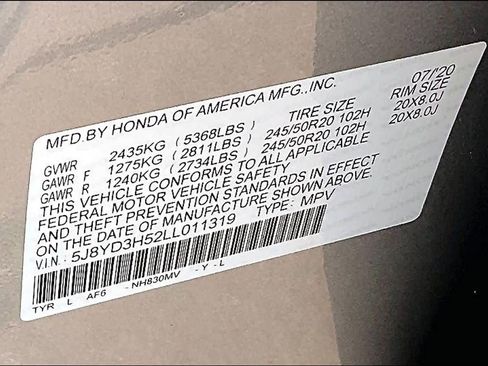 MFD.BY HONDA OF AMERICA MFG.,INC. 07/'20
GVWR 2435KG (5368LBS) TIRE SIZE RIM SIZE
GAWR F 1275KG (2811LBS) 245/50R20 102H 20X8.0J
GAWR R 1240KG (2734LBS) 245/50R20 102H 20X8.0J
THIS VEHICLE CONFORMS TO ALL APPLICABLE
FEDERAL MOTOR VEHICLE SAFETY
AND THEFT PREVENTION STANDARDS IN EFFECT
ON THE DATE OF MANUFACTURE SHOWN ABOVE.
V.I.N.: 5J8YD3H52LL011319 TYPE: MPV
TYR L AF6 - NH830MV - Y - L